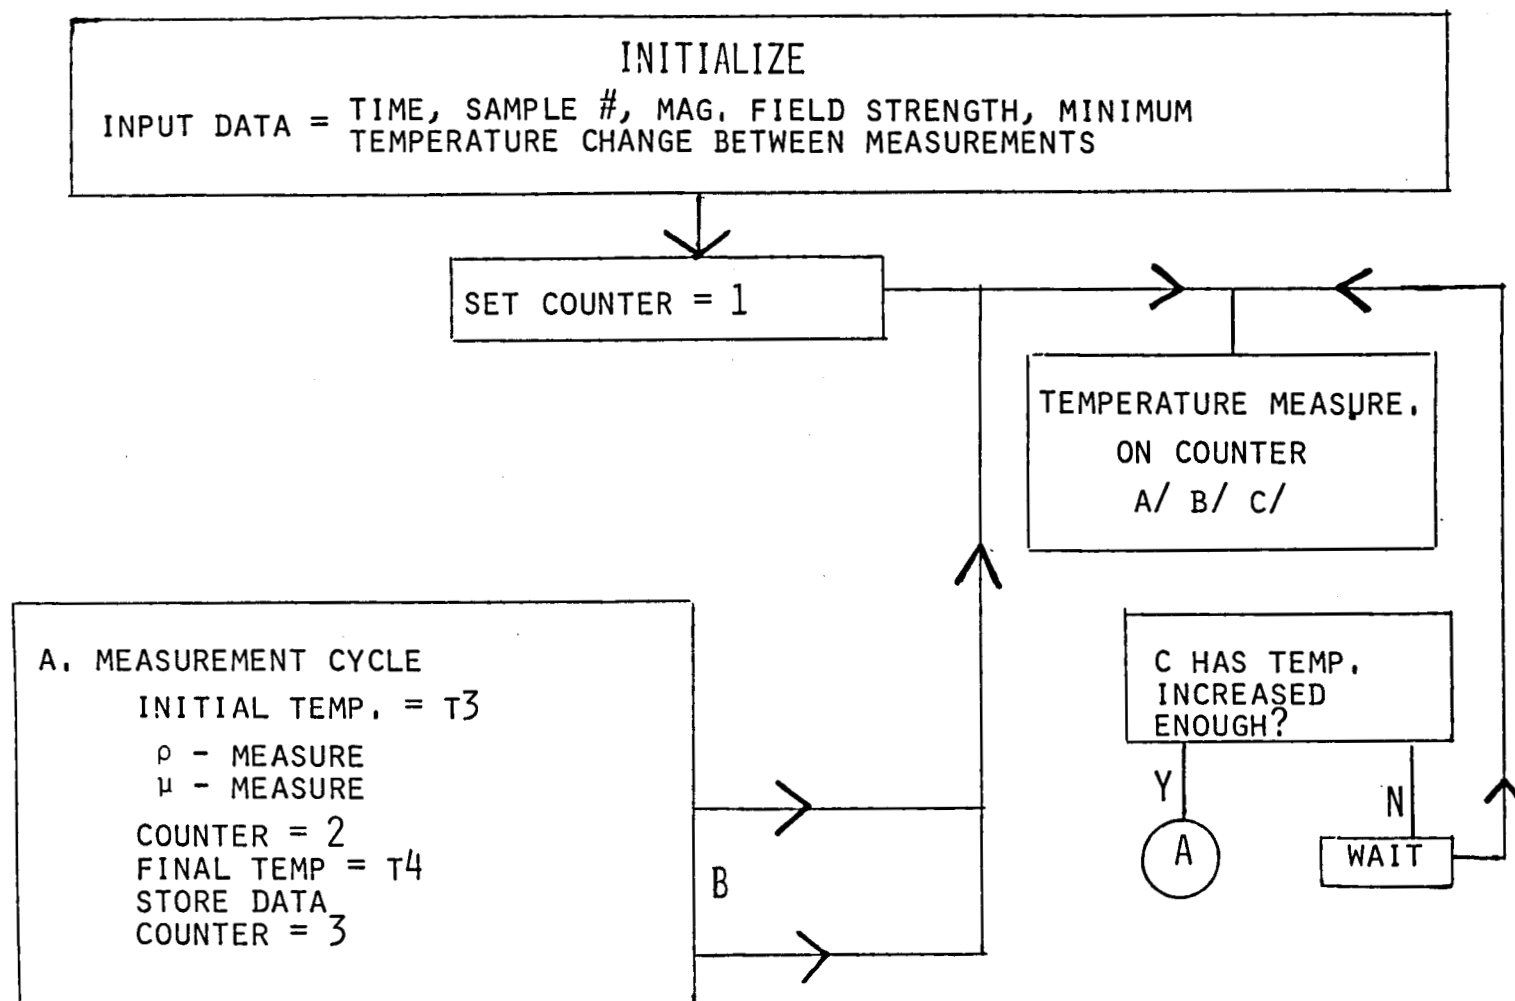 INITIALIZE
INPUT DATA = TIME, SAMPLE #, MAG. FIELD STRENGTH, MINIMUM
TEMPERATURE CHANGE BETWEEN MEASUREMENTS
SET COUNTER = 1
TEMPERATURE MEASURE.
ON COUNTER
A/ B/ C/
A. MEASUREMENT CYCLE
INITIAL TEMP. = T3
ρ - MEASURE
μ - MEASURE
COUNTER = 2
FINAL TEMP = T4
STORE DATA
COUNTER = 3
B
C HAS TEMP.
INCREASED
ENOUGH?
Y
N
A
WAIT